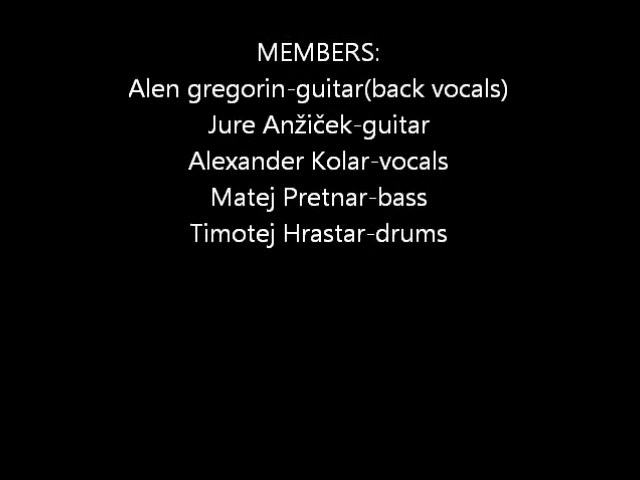 MEMBERS:
Alen gregorin-guitar(back vocals)
Jure Anžiček-guitar
Alexander Kolar-vocals
Matej Pretnar-bass
Timotej Hrastar-drums